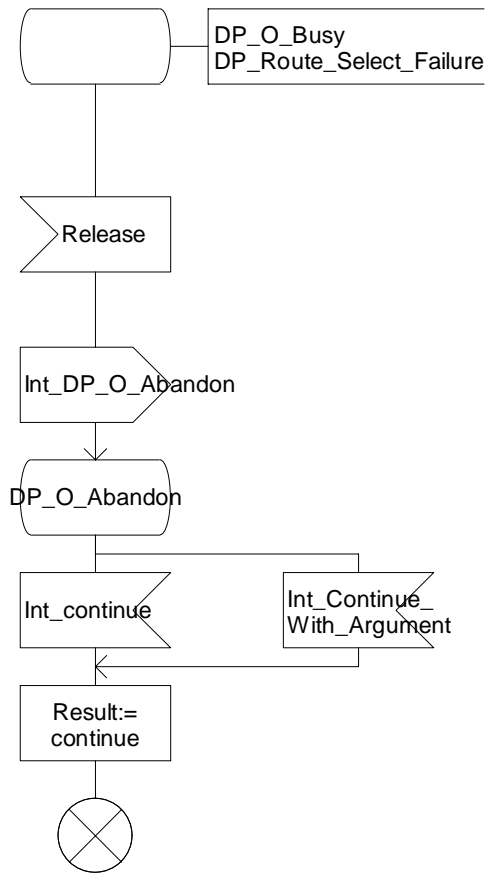 DP_O_Busy
DP_Route_Select_Failure
Release
Int_DP_O_Abandon
DP_O_Abandon
Int_continue
Int_Continue_
With_Argument
Result:=
continue